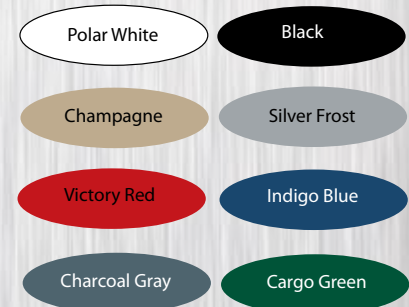 Polar White
Black
Champagne
Silver Frost
Victory Red
Indigo Blue
Charcoal Gray
Cargo Green